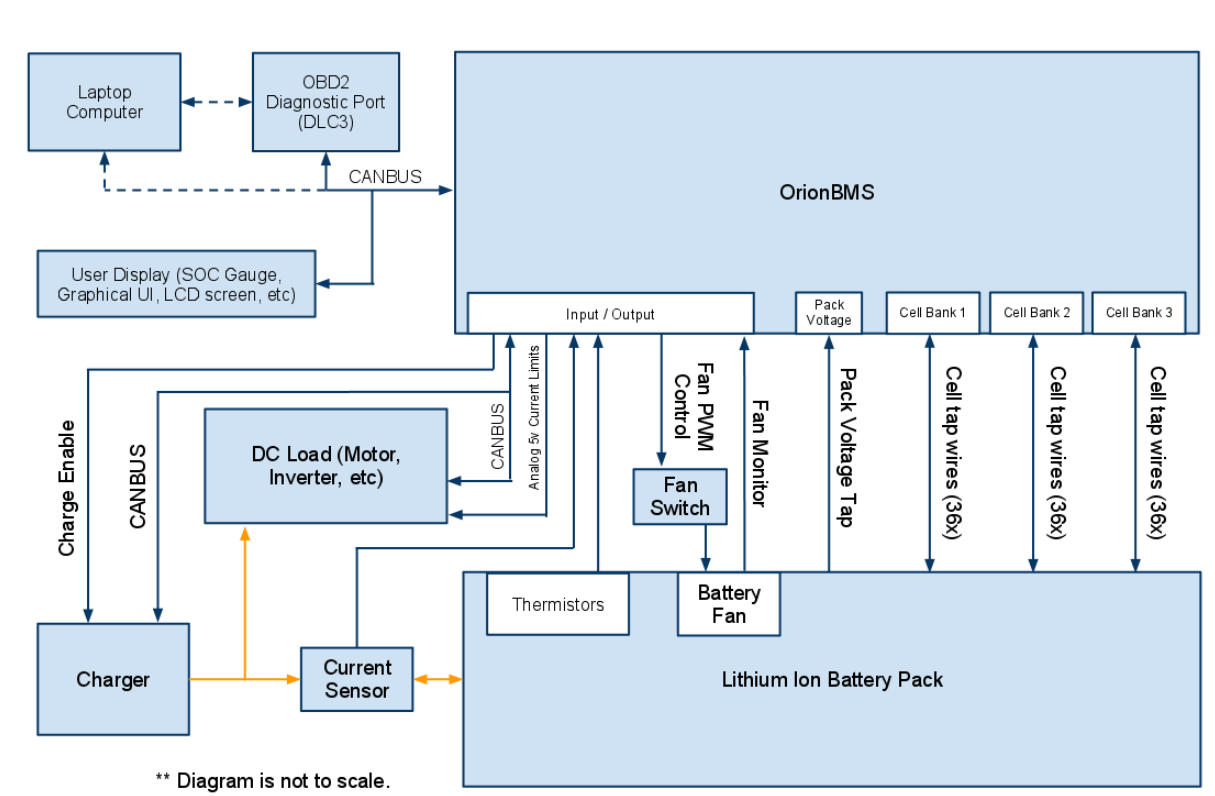 Laptop
Computer
OBD2
Diagnostic Port
(DLC3)
CANBUS
OrionBMS
User Display (SOC Gauge,
Graphical UI, LCD screen, etc)
Input / Output
Pack
Voltage
Cell Bank 1
Cell Bank 2
Cell Bank 3
Charge Enable
CANBUS
DC Load (Motor,
Inverter, etc)
CANBUS
Analog 5v Current Limits
Fan PWM
Control
Fan
Switch
Fan Monitor
Pack Voltage Tap
Cell tap wires (36x)
Cell tap wires (36x)
Cell tap wires (36x)
Thermistors
Battery
Fan
Charger
Current
Sensor
Lithium Ion Battery Pack
** Diagram is not to scale.